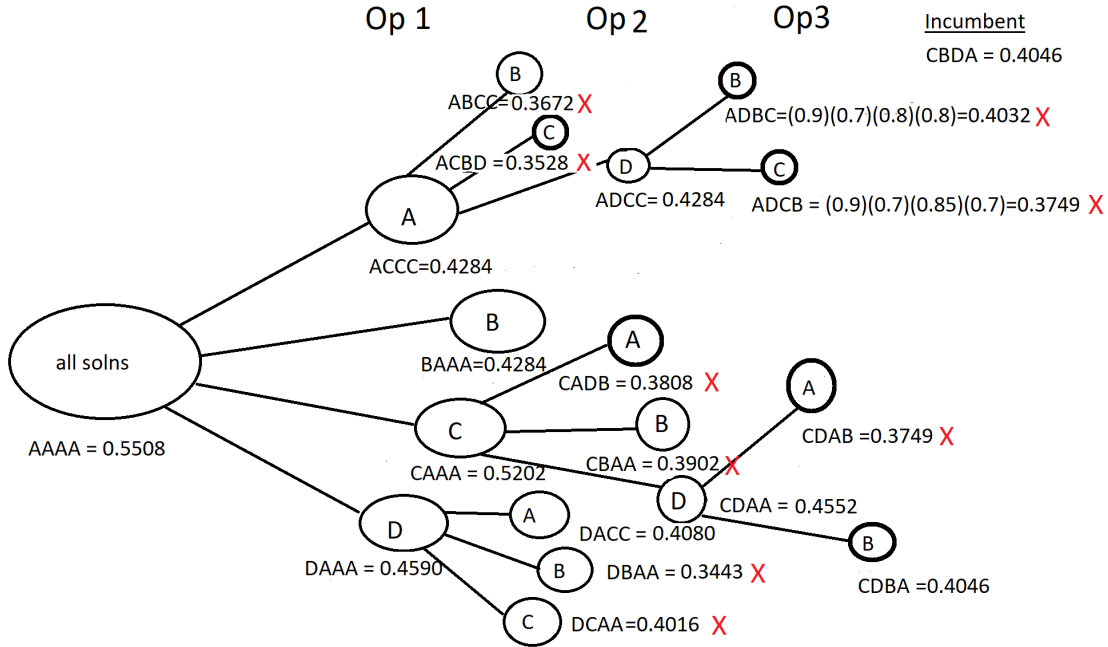 Op 1
Op 2
Op3
Incumbent
CBDA = 0.4046
B
ABCC=0.3672 X
C
ACBD = 0.3528 X
A
ACCC=0.4284
D
ADCC= 0.4284
B
ADBC=(0.9)(0.7)(0.8)(0.8)=0.4032 X
C
ADCB = (0.9)(0.7)(0.85)(0.7)=0.3749 X
all solns
AAAA = 0.5508
B
BAAA=0.4284
C
CAAA = 0.5202
A
CADB = 0.3808 X
B
CBAA = 0.3902 X
D
CDAA = 0.4552
A
CDAB = 0.3749 X
B
CDBA = 0.4046
D
DAAA = 0.4590
A
DACC = 0.4080
B
DBAA = 0.3443 X
C
DCAA=0.4016 X